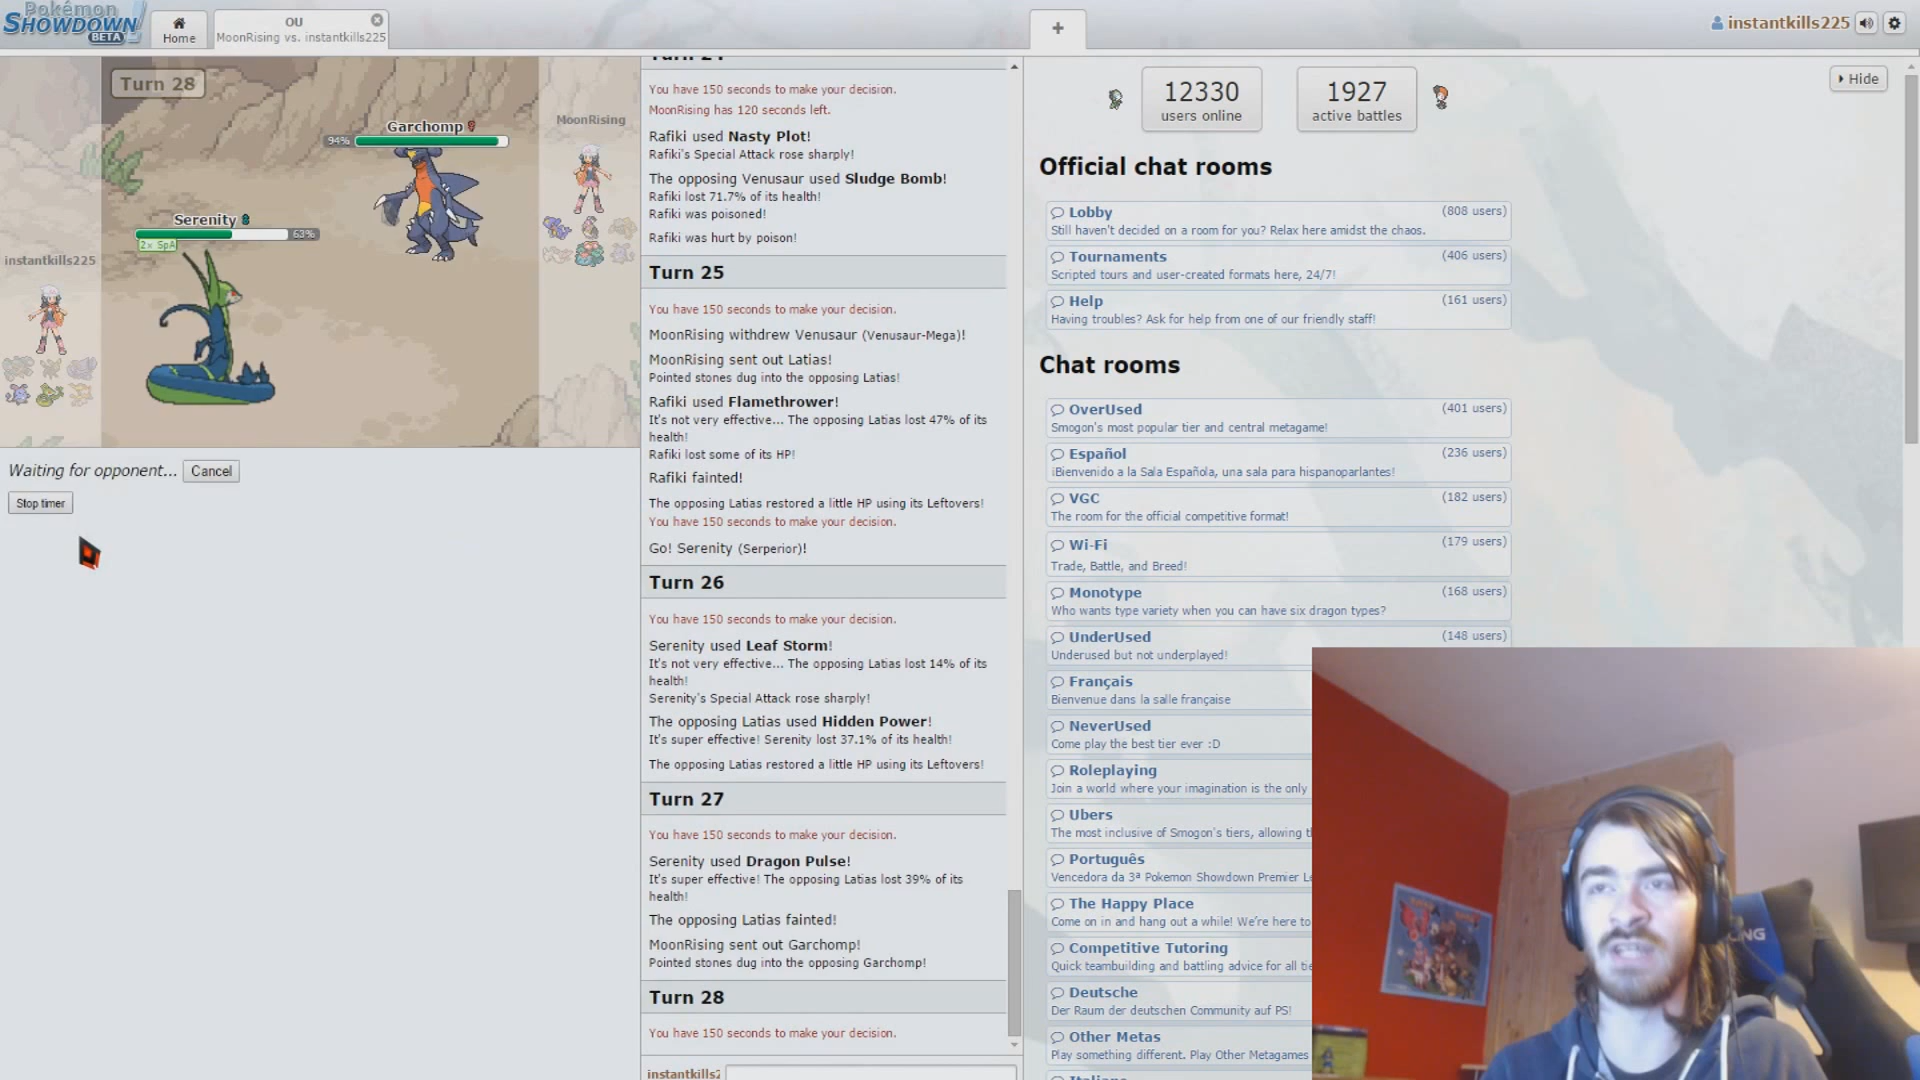 Pokémon
SHOWDOWN
BETA
Home
OU
MoonRising vs. instantkills225
+
instantkills225
Turn 28
Garchomp
94%
MoonRising
Serenity
63%
2x SpA
instantkills225
Waiting for opponent...
Cancel
Stop timer
You have 150 seconds to make your decision.
MoonRising has 120 seconds left.
Rafiki used Nasty Plot!
Rafiki's Special Attack rose sharply!
The opposing Venusaur used Sludge Bomb!
Rafiki lost 71.7% of its health!
Rafiki was poisoned!
Rafiki was hurt by poison!
Turn 25
You have 150 seconds to make your decision.
MoonRising withdrew Venusaur (Venusaur-Mega)!
MoonRising sent out Latias!
Pointed stones dug into the opposing Latias!
Rafiki used Flamethrower!
It's not very effective... The opposing Latias lost 47% of its
health!
Rafiki lost some of its HP!
Rafiki fainted!
The opposing Latias restored a little HP using its Leftovers!
You have 150 seconds to make your decision.
Go! Serenity (Serperior)!
Turn 26
You have 150 seconds to make your decision.
Serenity used Leaf Storm!
It's not very effective... The opposing Latias lost 14% of its
health!
Serenity's Special Attack rose sharply!
The opposing Latias used Hidden Power!
It's super effective! Serenity lost 37.1% of its health!
The opposing Latias restored a little HP using its Leftovers!
Turn 27
You have 150 seconds to make your decision.
Serenity used Dragon Pulse!
It's super effective! The opposing Latias lost 39% of its
health!
The opposing Latias fainted!
MoonRising sent out Garchomp!
Pointed stones dug into the opposing Garchomp!
Turn 28
You have 150 seconds to make your decision.
instantkills2
12330
users online
1927
active battles
Hide
Official chat rooms
Lobby (808 users)
Still haven't decided on a room for you? Relax here amidst the chaos.
Tournaments (406 users)
Scripted tours and user-created formats here, 24/7!
Help (161 users)
Having troubles? Ask for help from one of our friendly staff!
Chat rooms
OverUsed (401 users)
Smogon's most popular tier and central metagame!
Español (236 users)
¡Bienvenido a la Sala Española, una sala para hispanoparlantes!
VGC (182 users)
The room for the official competitive format!
Wi-Fi (179 users)
Trade, Battle, and Breed!
Monotype (168 users)
Who wants type variety when you can have six dragon types?
UnderUsed (148 users)
Underused but not underplayed!
Français
Bienvenue dans la salle française
NeverUsed
Come play the best tier ever :D
Roleplaying
Join a world where your imagination is the only
Ubers
The most inclusive of Smogon's tiers, allowing
Português
Vencedora da 3ª Pokemon Showdown Premier
The Happy Place
Come on in and hang out a while! We're here to
Competitive Tutoring
Quick teambuilding and battling advice for all
Deutsche
Der Raum der deutschen Community auf PS!
Other Metas
Play something different. Play Other Metagames